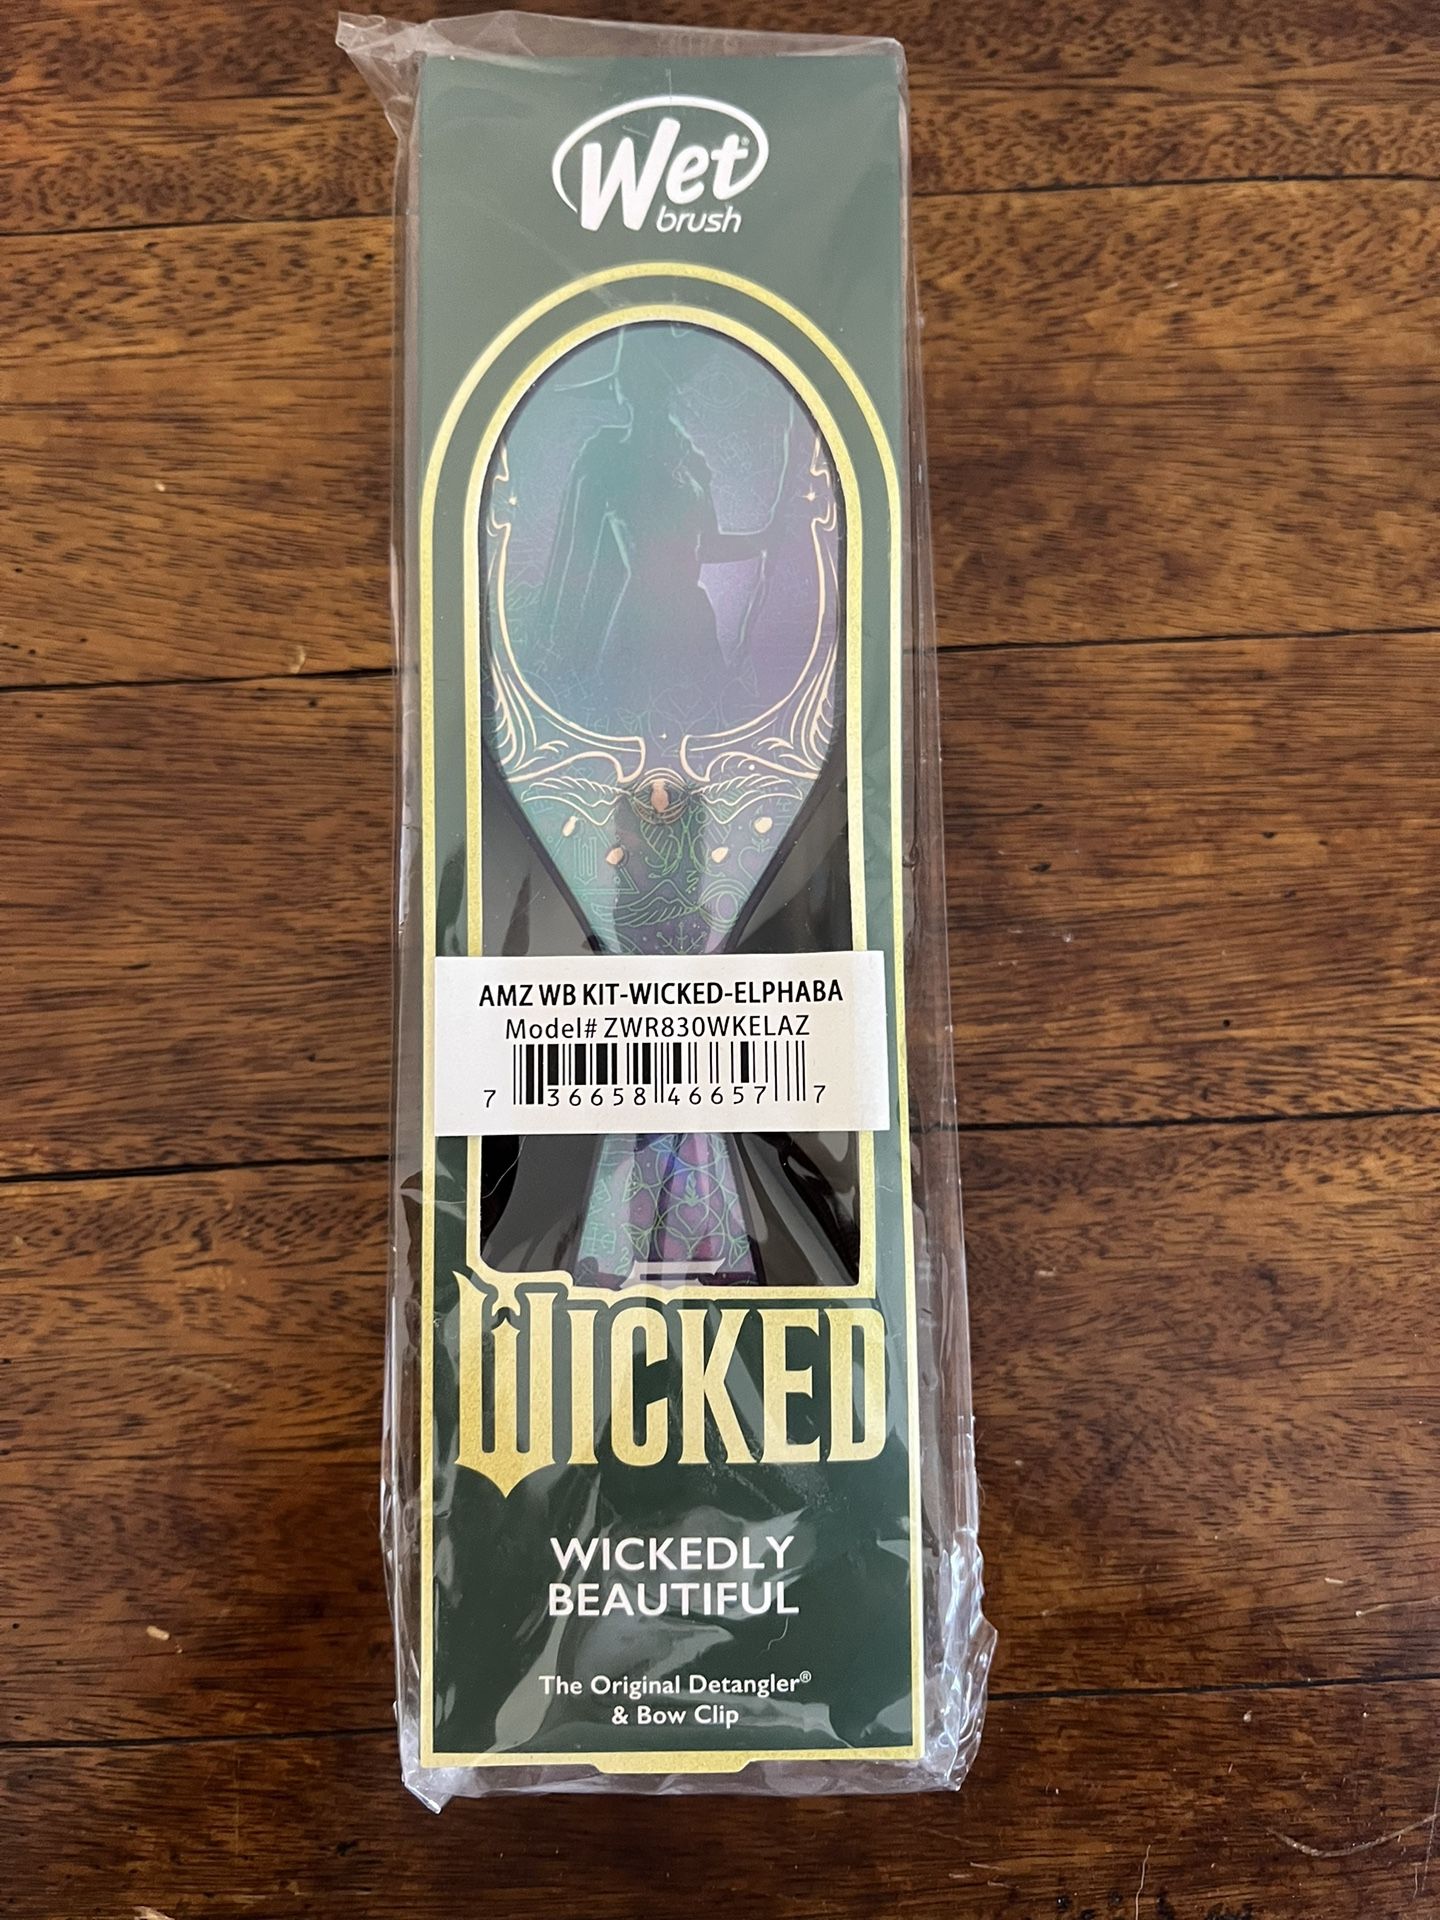 Wet
brush
AMZ WB KIT-WICKED-ELPHABA
Model# ZWR830WKELAZ
7 36658 46657 7
WICKED
WICKEDLY
BEAUTIFUL
The Original Detangler®
& Bow Clip